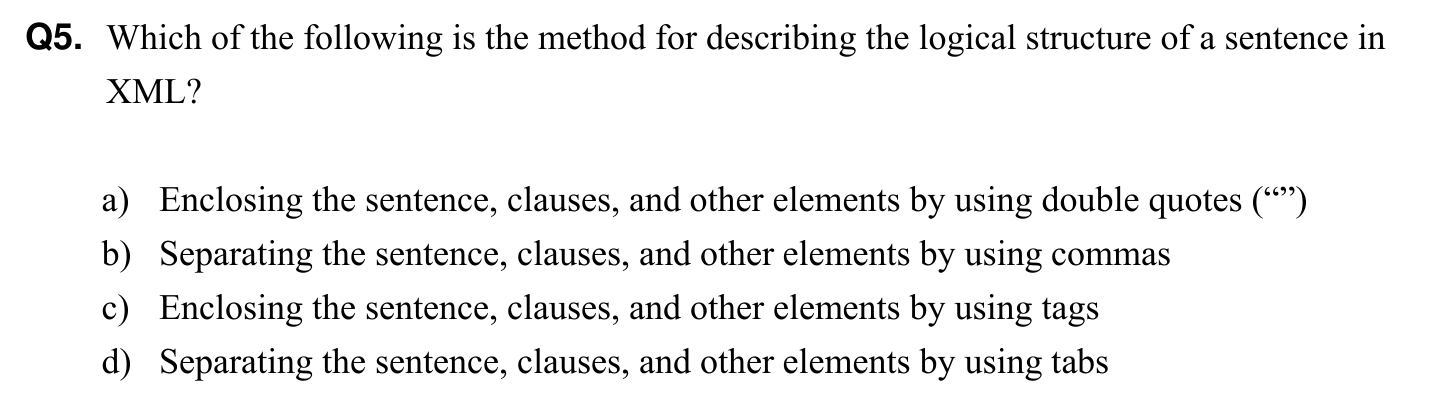 Q5. Which of the following is the method for describing the logical structure of a sentence in
XML?
a) Enclosing the sentence, clauses, and other elements by using double quotes (“”)
b) Separating the sentence, clauses, and other elements by using commas
c) Enclosing the sentence, clauses, and other elements by using tags
d) Separating the sentence, clauses, and other elements by using tabs